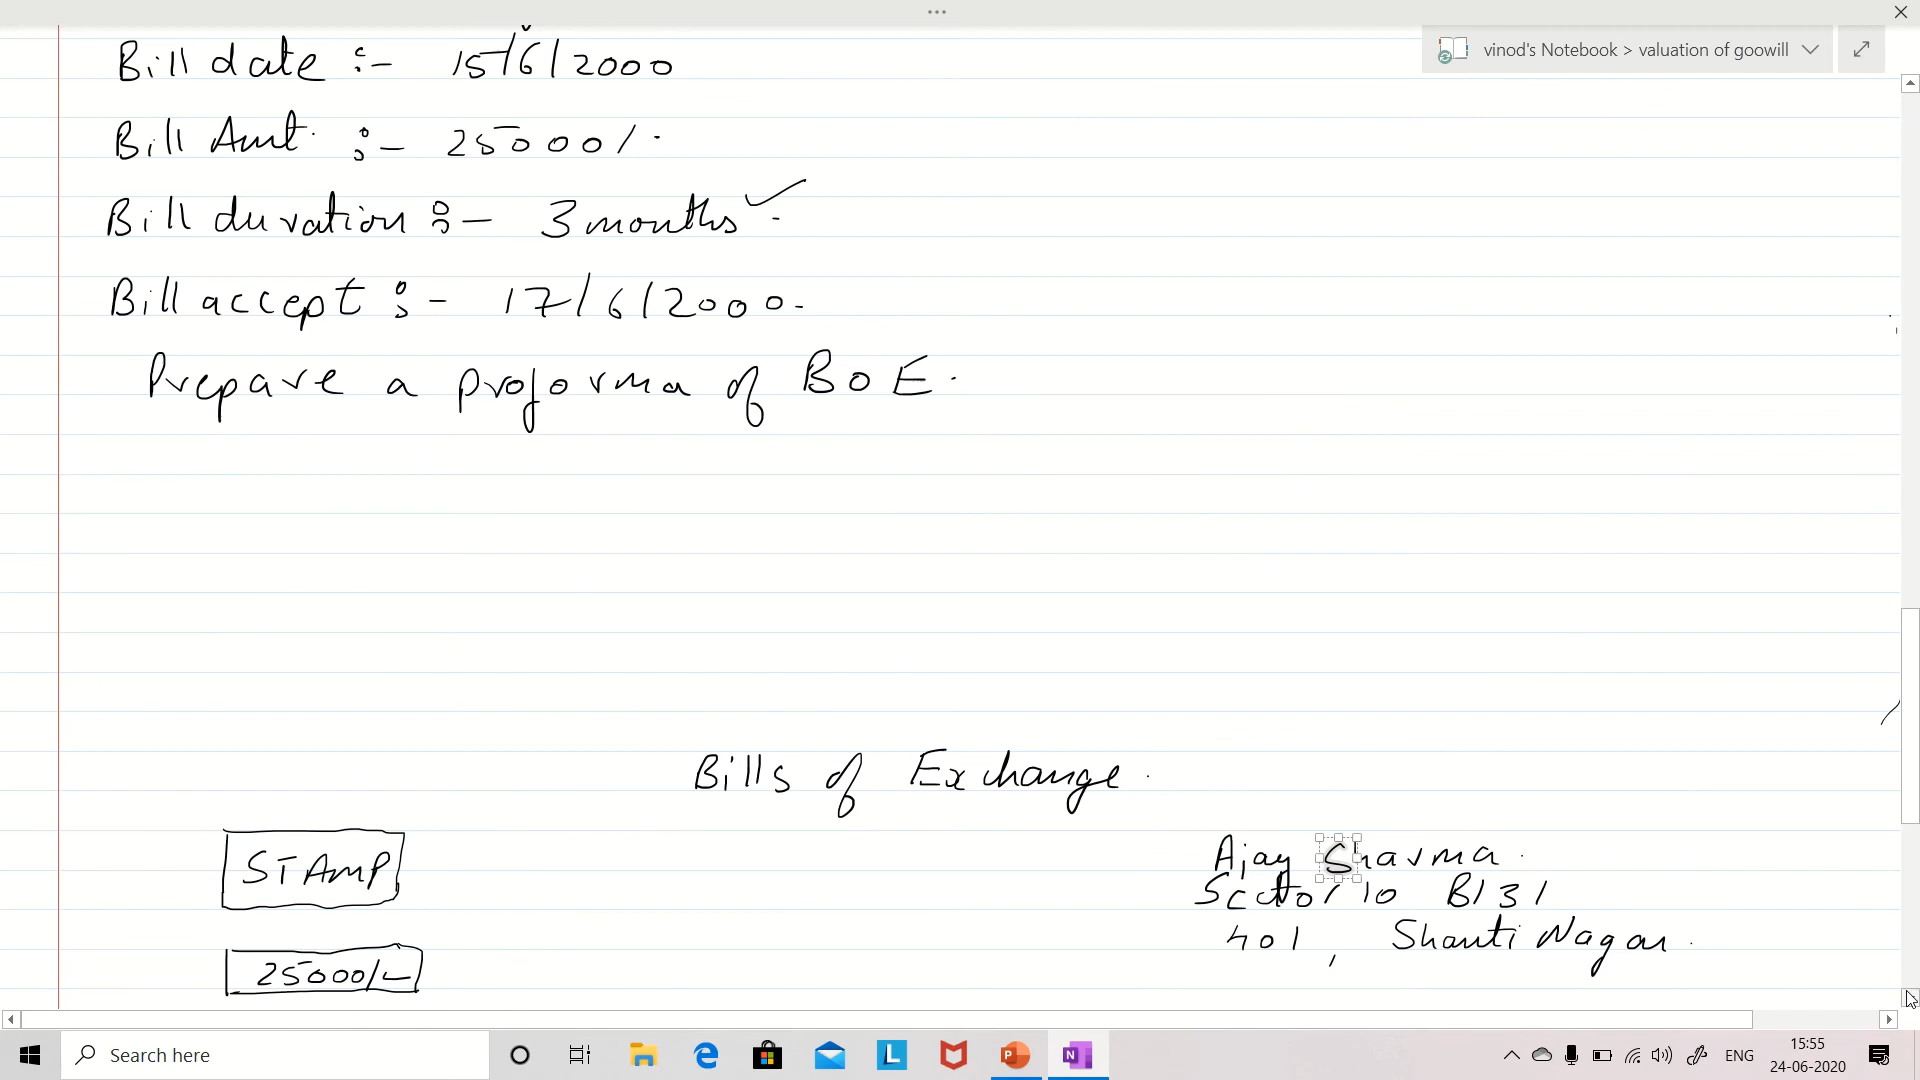 vinod's Notebook > valuation of goowill
Bill date :- 15/6/2000
Bill Amt. :- 25000/.
Bill duration :- 3 months.
Bill accept :- 17/6/2000.
Prepare a proforma of BOE.
Bills of Exchange.
STAMP
Ajay Sharma.
Sector 10 B131
401, Shanti Nagar.
25000/-
Search here
ENG
15:55
24-06-2020